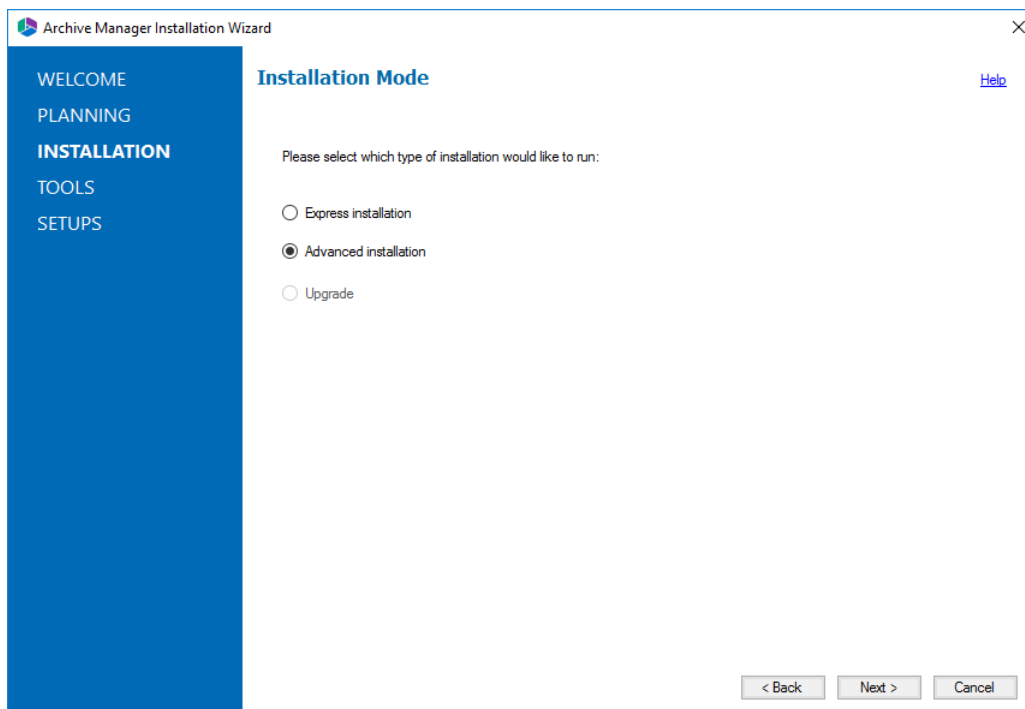 Archive Manager Installation Wizard
WELCOME
PLANNING
INSTALLATION
TOOLS
SETUPS
Installation Mode
Help
Please select which type of installation would like to run:
Express installation
Advanced installation
Upgrade
< Back
Next >
Cancel